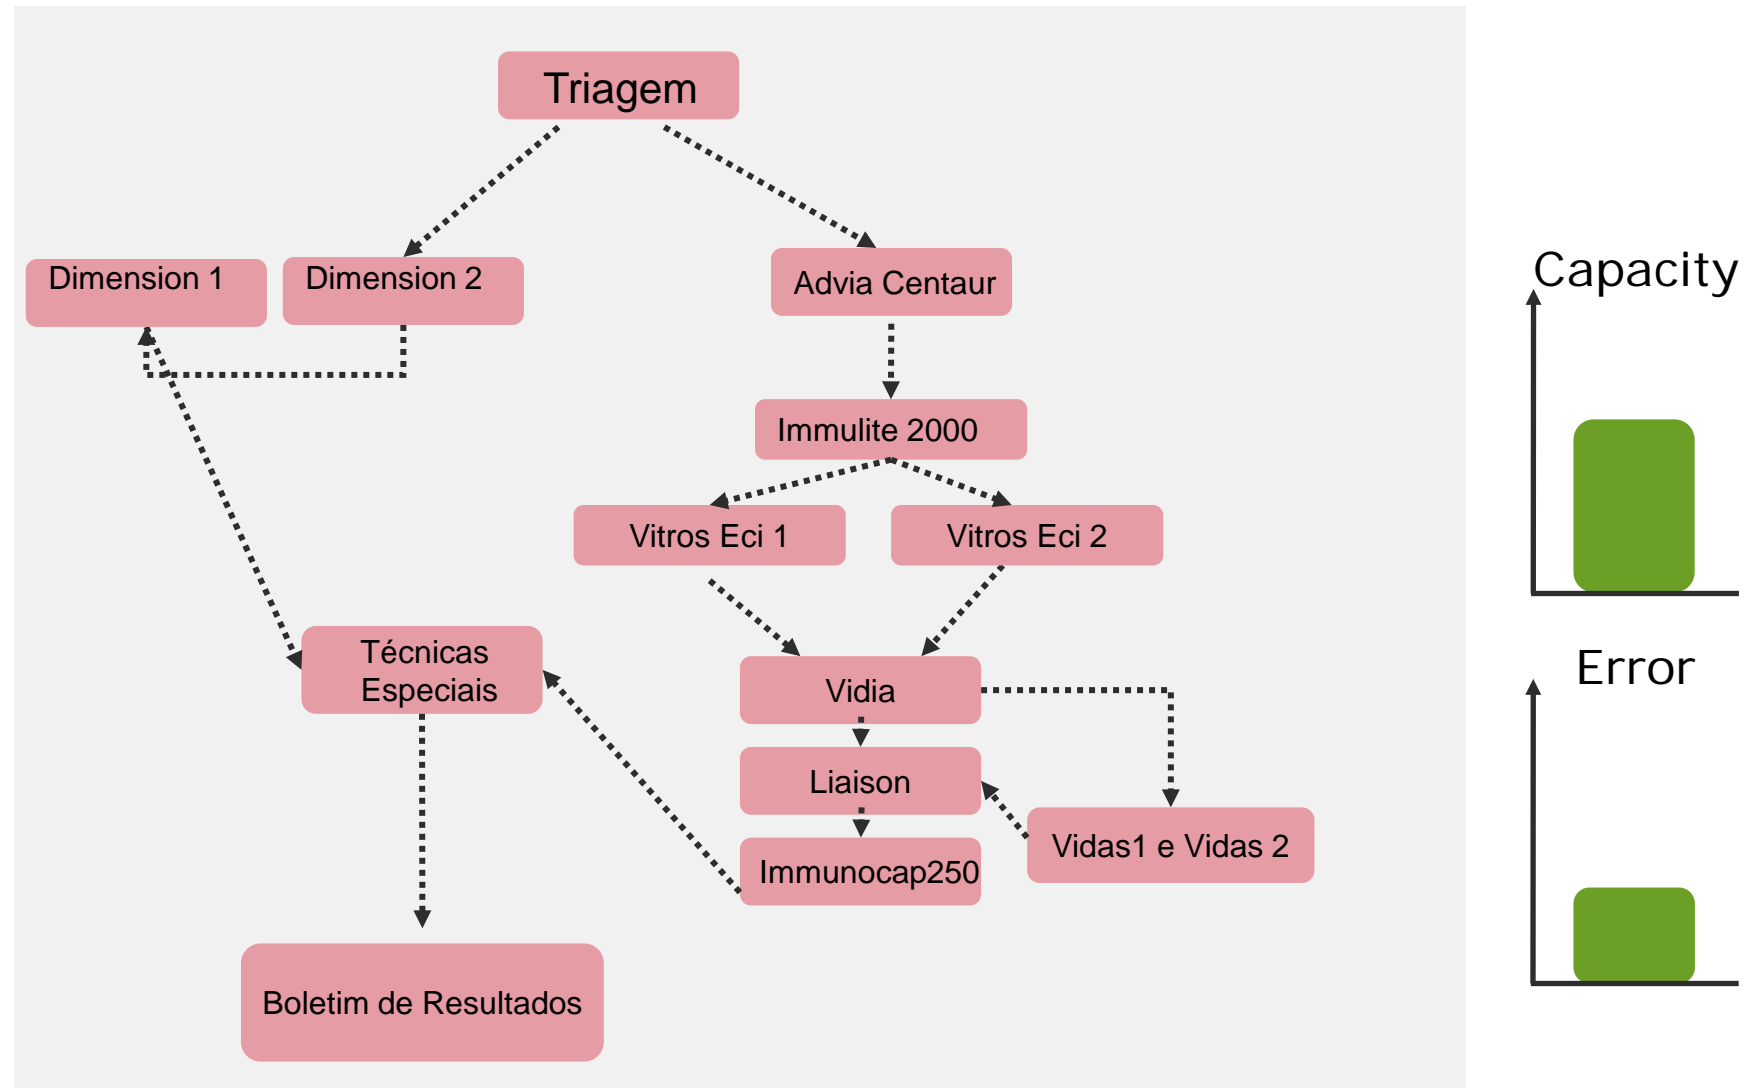 Triagem
Dimension 1
Dimension 2
Advia Centaur
Capacity
Immulite 2000
Vitros Eci 1
Vitros Eci 2
Técnicas
Especiais
Vidia
Error
Liaison
Vidas1 e Vidas 2
Immunocap250
Boletim de Resultados